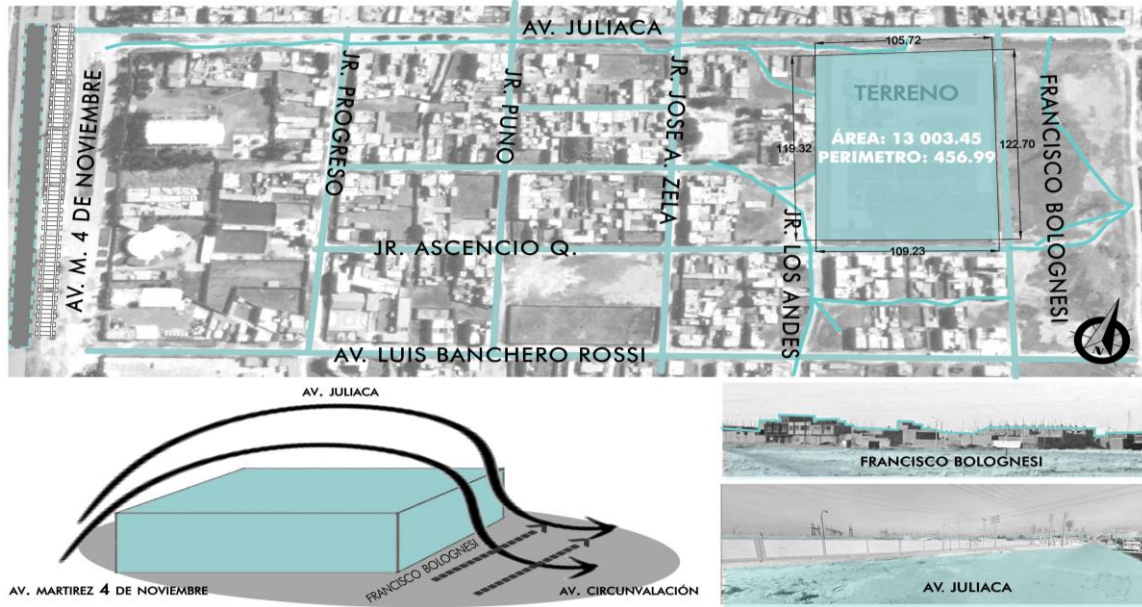 AV. JULIACA
105.72
AV. M. 4 DE NOVIEMBRE
JR. PROGRESO
JR. PUNO
JR. JOSE A. ZELA
TERRENO
ÁREA: 13 003.45
PERIMETRO: 456.99
119.32
122.70
FRANCISCO BOLOGNESI
JR. ASCENCIO Q.
JR. LOS ANDES
109.23
AV. LUIS BANCHERO ROSSI
N
AV. JULIACA
FRANCISCO BOLOGNESI
AV. MARTIREZ 4 DE NOVIEMBRE
AV. CIRCUNVALACIÓN
FRANCISCO BOLOGNESI
AV. JULIACA